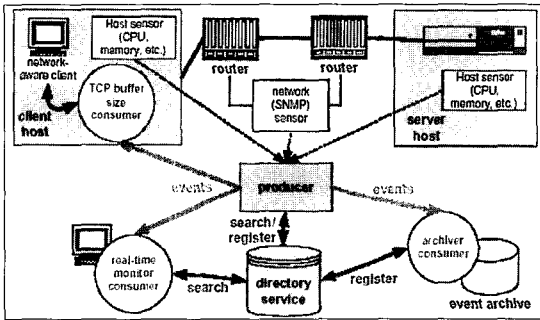 Host sensor
(CPU,
memory, etc.)
network-
aware client
client
host
TCP buffer
size
consumer
router
router
network
(SNMP)
sensor
Host sensor
(CPU,
memory, etc.)
server
host
events
producer
events
search/
register
real-time
monitor
consumer
search
directory
service
register
archiver
consumer
event archive